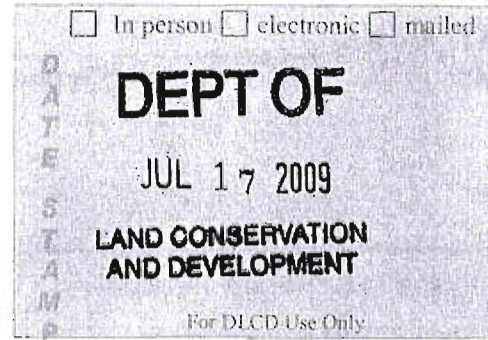 ☐ In person ☐ electronic ☐ mailed
DATE STAMP
DEPT OF
JUL 17 2009
LAND CONSERVATION
AND DEVELOPMENT
For DLCD Use Only